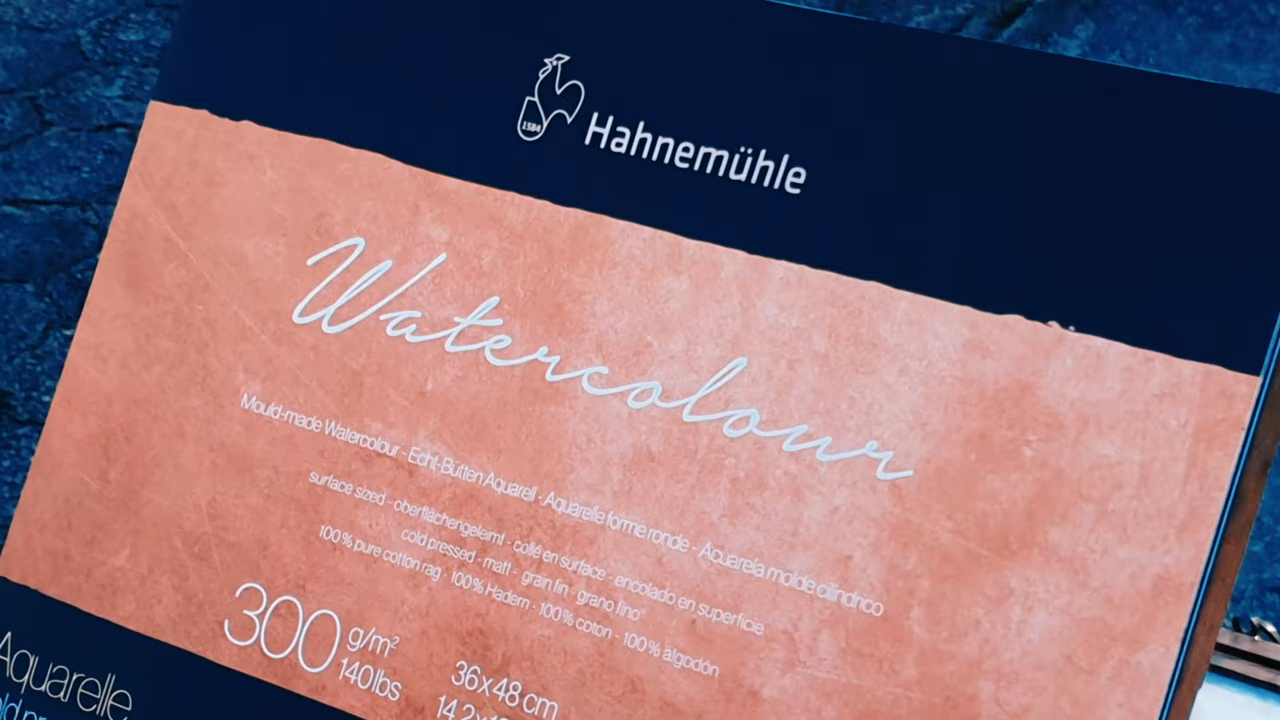 1584
Hahnemühle
Watercolour
Mould-made Watercolour - Echt-Bütten Aquarell - Aquarelle forme ronde - Acuarela molde cilíndrico
surface sized - oberflächengeleimt - collé en surface - encolado en superficie
cold pressed - matt - grain fin - grano fino
100% pure cotton rag - 100% Hadern - 100% coton - 100% algodón
300 g/m²
140lbs
36x48 cm
Aquarelle